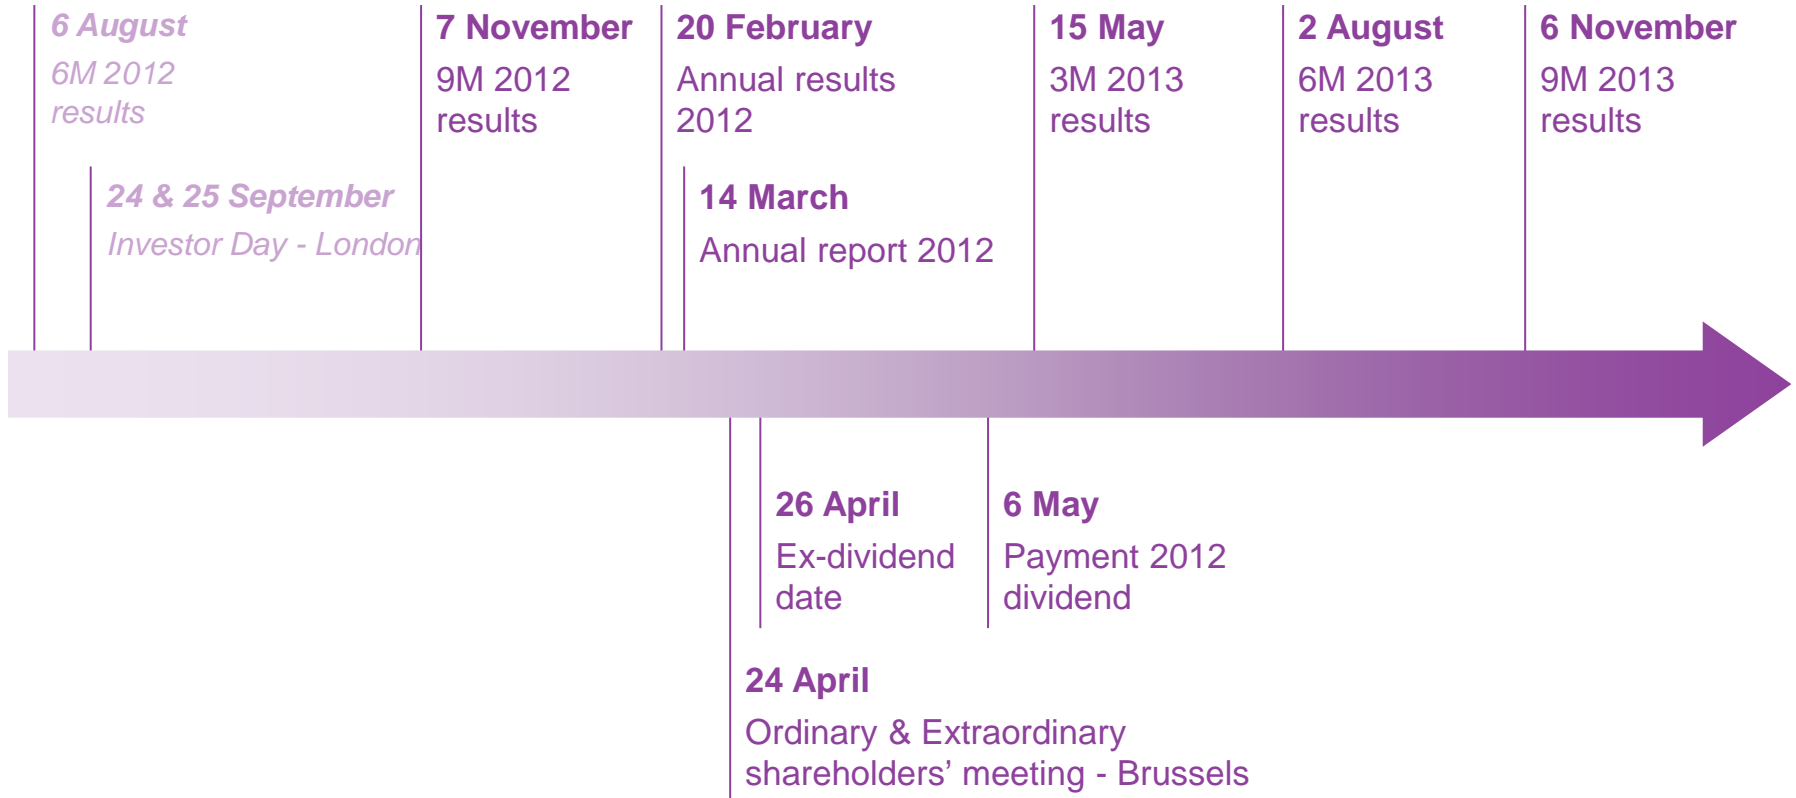 6 August
6M 2012
results
24 & 25 September
Investor Day - London
7 November
9M 2012
results
20 February
Annual results
2012
14 March
Annual report 2012
15 May
3M 2013
results
2 August
6M 2013
results
6 November
9M 2013
results
26 April
Ex-dividend
date
6 May
Payment 2012
dividend
24 April
Ordinary & Extraordinary
shareholders’ meeting - Brussels